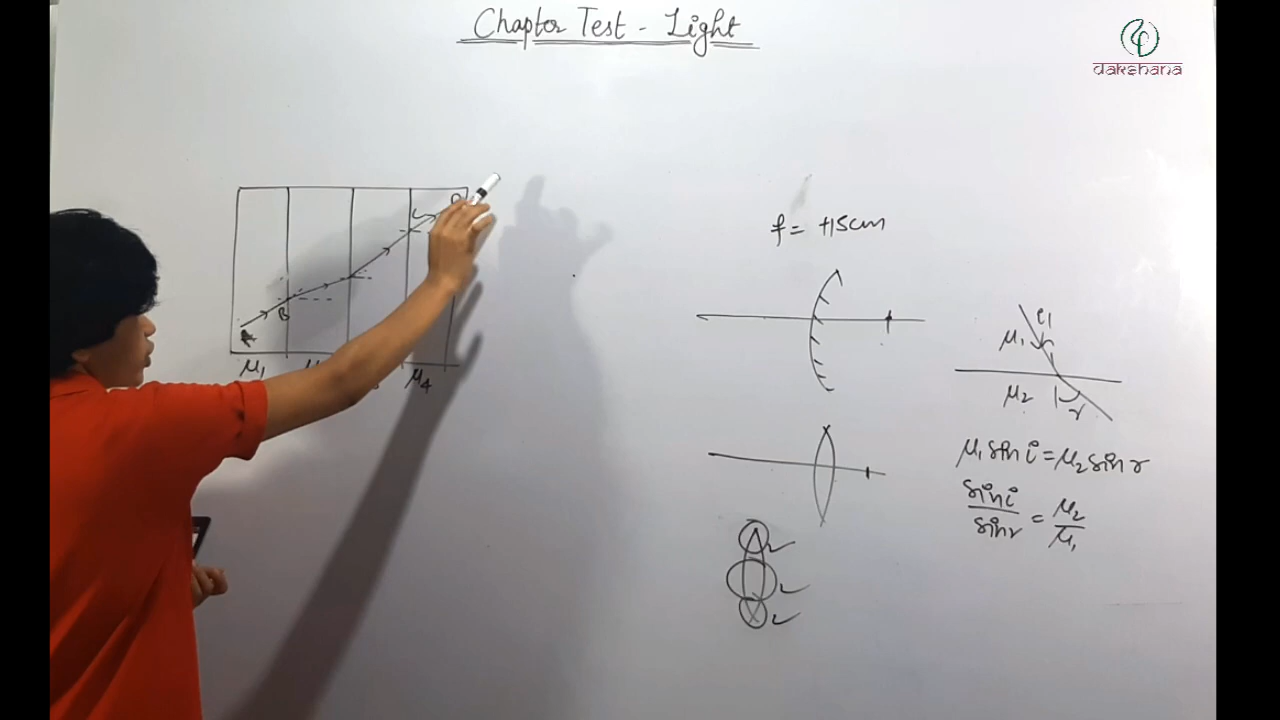 Chapter Test - Light
dakshana
A
B
C
D
μ1
μ4
f = +15cm
μ1
i
μ2
r
μ1 sin i = μ2 sin r
sin i / sin r = μ2 / μ1